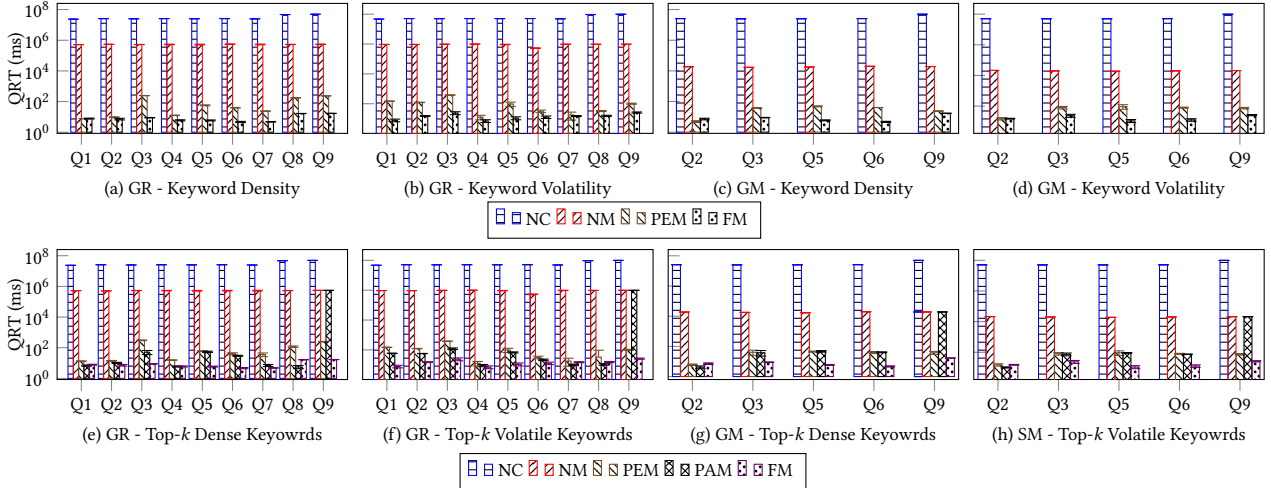 QRT (ms)
10^8
10^6
10^4
10^2
10^0
Q1 Q2 Q3 Q4 Q5 Q6 Q7 Q8 Q9
(a) GR - Keyword Density
Q1 Q2 Q3 Q4 Q5 Q6 Q7 Q8 Q9
(b) GR - Keyword Volatility
Q2 Q3 Q5 Q6 Q9
(c) GM - Keyword Density
Q2 Q3 Q5 Q6 Q9
(d) GM - Keyword Volatility
NC NM PEM FM
QRT (ms)
10^8
10^6
10^4
10^2
10^0
Q1 Q2 Q3 Q4 Q5 Q6 Q7 Q8 Q9
(e) GR - Top-k Dense Keyowrds
Q1 Q2 Q3 Q4 Q5 Q6 Q7 Q8 Q9
(f) GR - Top-k Volatile Keyowrds
Q2 Q3 Q5 Q6 Q9
(g) GM - Top-k Dense Keyowrds
Q2 Q3 Q5 Q6 Q9
(h) SM - Top-k Volatile Keyowrds
NC NM PEM PAM FM